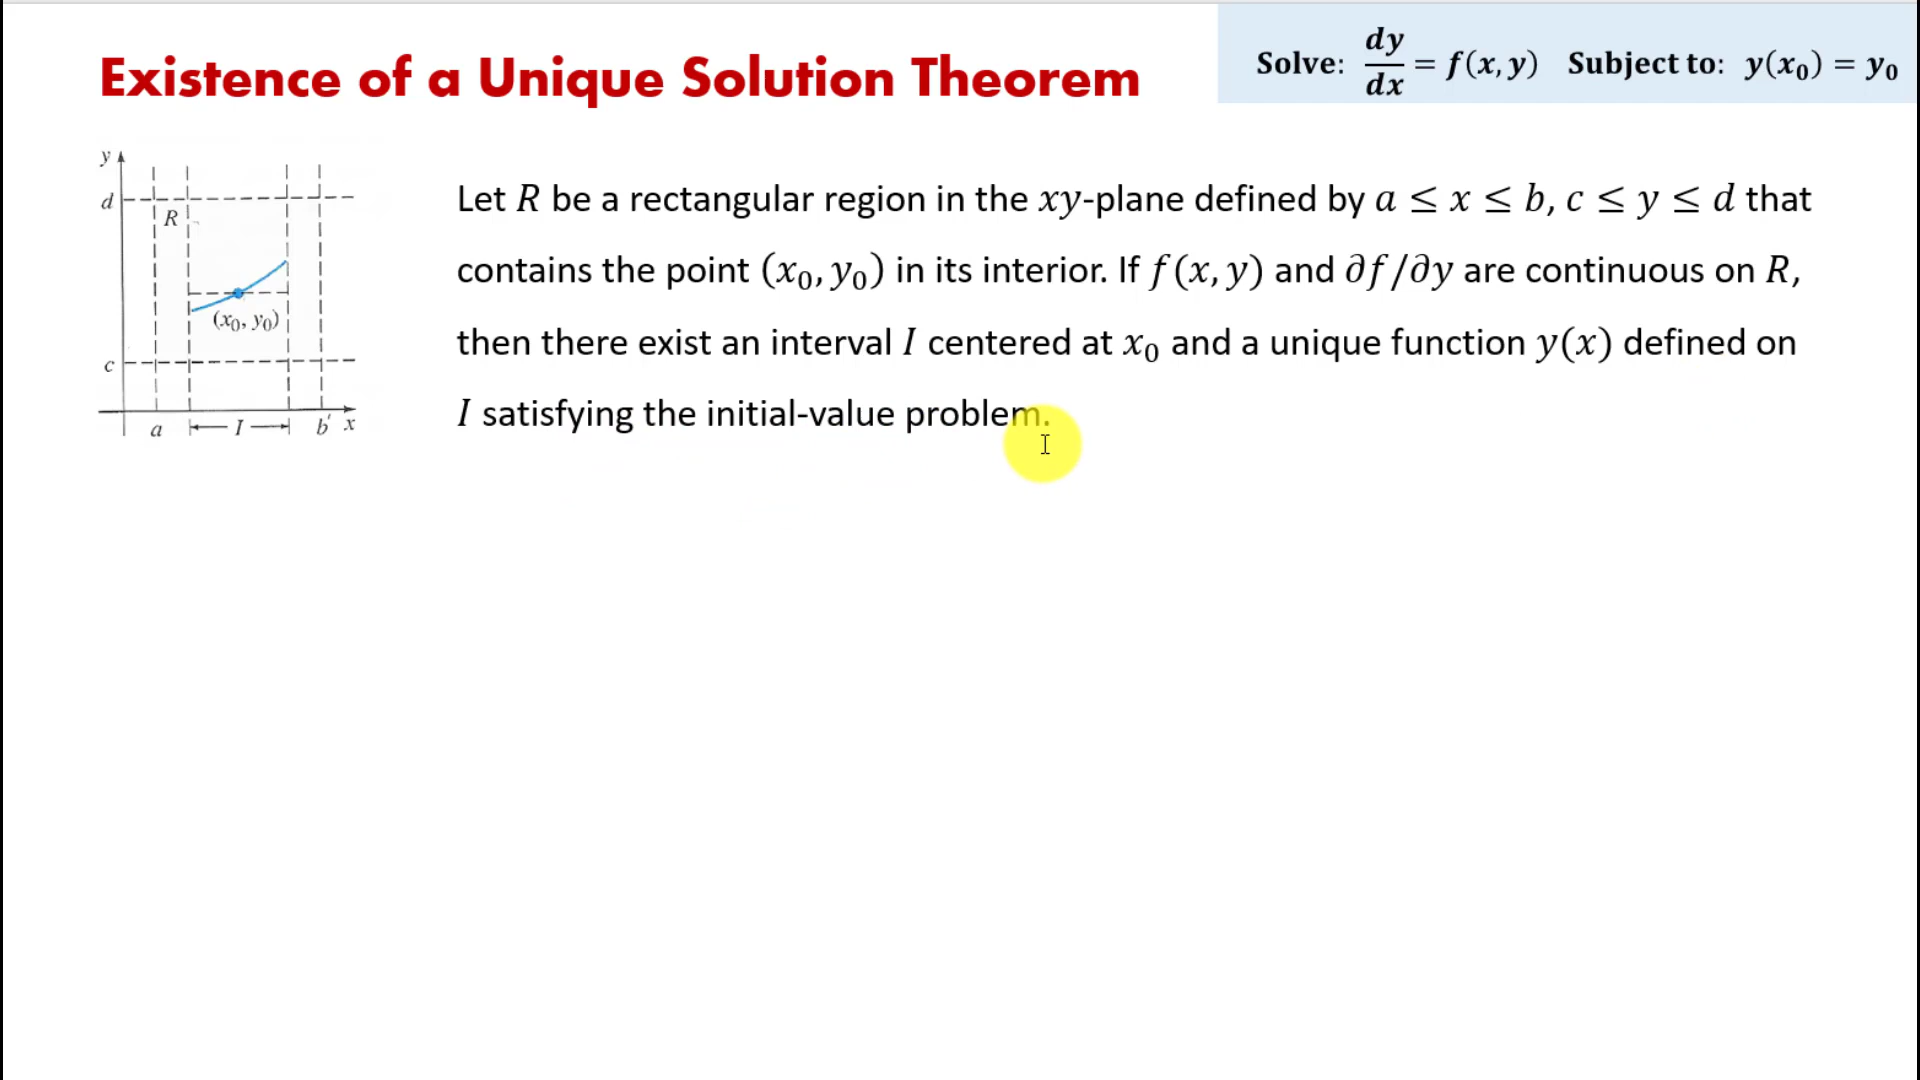 Existence of a Unique Solution Theorem
Solve: dy/dx = f(x, y) Subject to: y(x₀) = y₀
y
d
R
(x₀, y₀)
c
a
I
b
x
Let R be a rectangular region in the xy-plane defined by a ≤ x ≤ b, c ≤ y ≤ d that
contains the point (x₀, y₀) in its interior. If f(x, y) and ∂f/∂y are continuous on R,
then there exist an interval I centered at x₀ and a unique function y(x) defined on
I satisfying the initial-value problem.